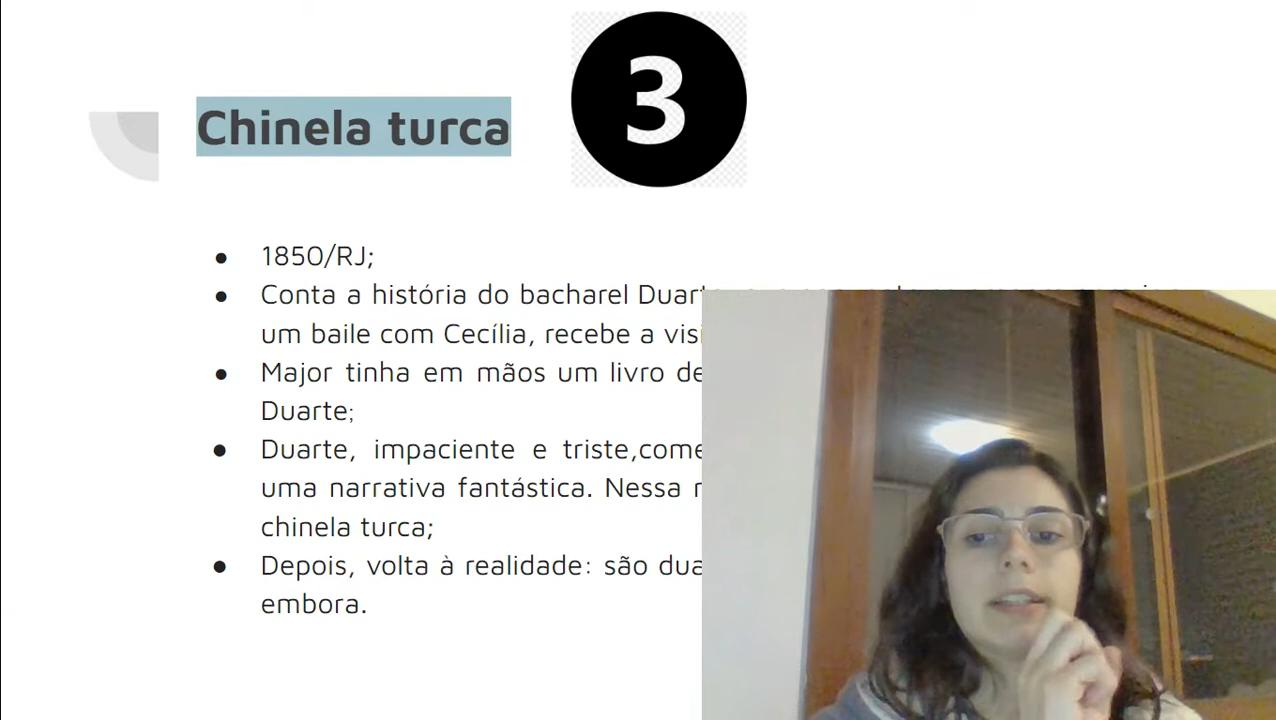 3
Chinela turca
1850/RJ;
Conta a história do bacharel Duart
um baile com Cecília, recebe a visi
Major tinha em mãos um livro de
Duarte;
Duarte, impaciente e triste,come
uma narrativa fantástica. Nessa
chinela turca;
Depois, volta à realidade: são dua
embora.